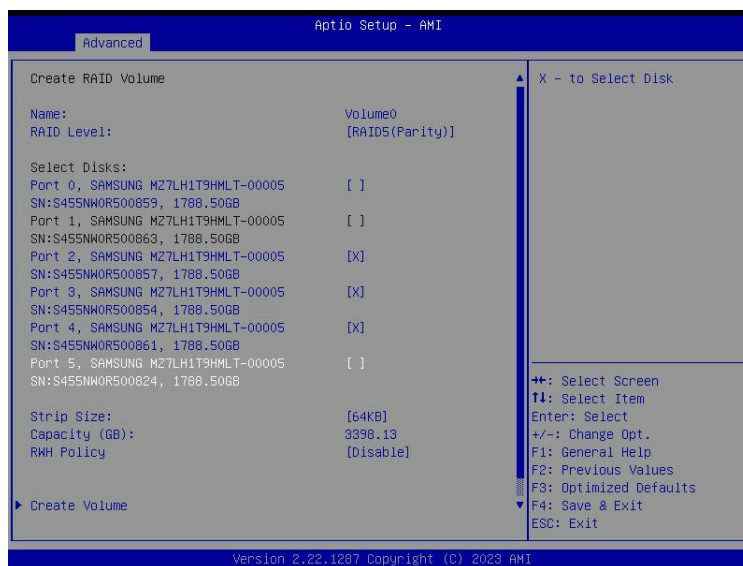 Aptio Setup - AMI
Advanced
Create RAID Volume
Name: Volume0
RAID Level: [RAID5(Parity)]
Select Disks:
Port 0, SAMSUNG MZ7LH1T9HMLT-00005 [ ]
SN:S455NW0R500859, 1788.50GB
Port 1, SAMSUNG MZ7LH1T9HMLT-00005 [ ]
SN:S455NW0R500863, 1788.50GB
Port 2, SAMSUNG MZ7LH1T9HMLT-00005 [X]
SN:S455NW0R500857, 1788.50GB
Port 3, SAMSUNG MZ7LH1T9HMLT-00005 [X]
SN:S455NW0R500854, 1788.50GB
Port 4, SAMSUNG MZ7LH1T9HMLT-00005 [X]
SN:S455NW0R500861, 1788.50GB
Port 5, SAMSUNG MZ7LH1T9HMLT-00005 [ ]
SN:S455NW0R500824, 1788.50GB
Strip Size: [64KB]
Capacity (GB): 3398.13
RWH Policy [Disable]
Create Volume
X - to Select Disk
→←: Select Screen
↑↓: Select Item
Enter: Select
+/-: Change Opt.
F1: General Help
F2: Previous Values
F3: Optimized Defaults
F4: Save & Exit
ESC: Exit
Version 2.22.1287 Copyright (C) 2023 AMI